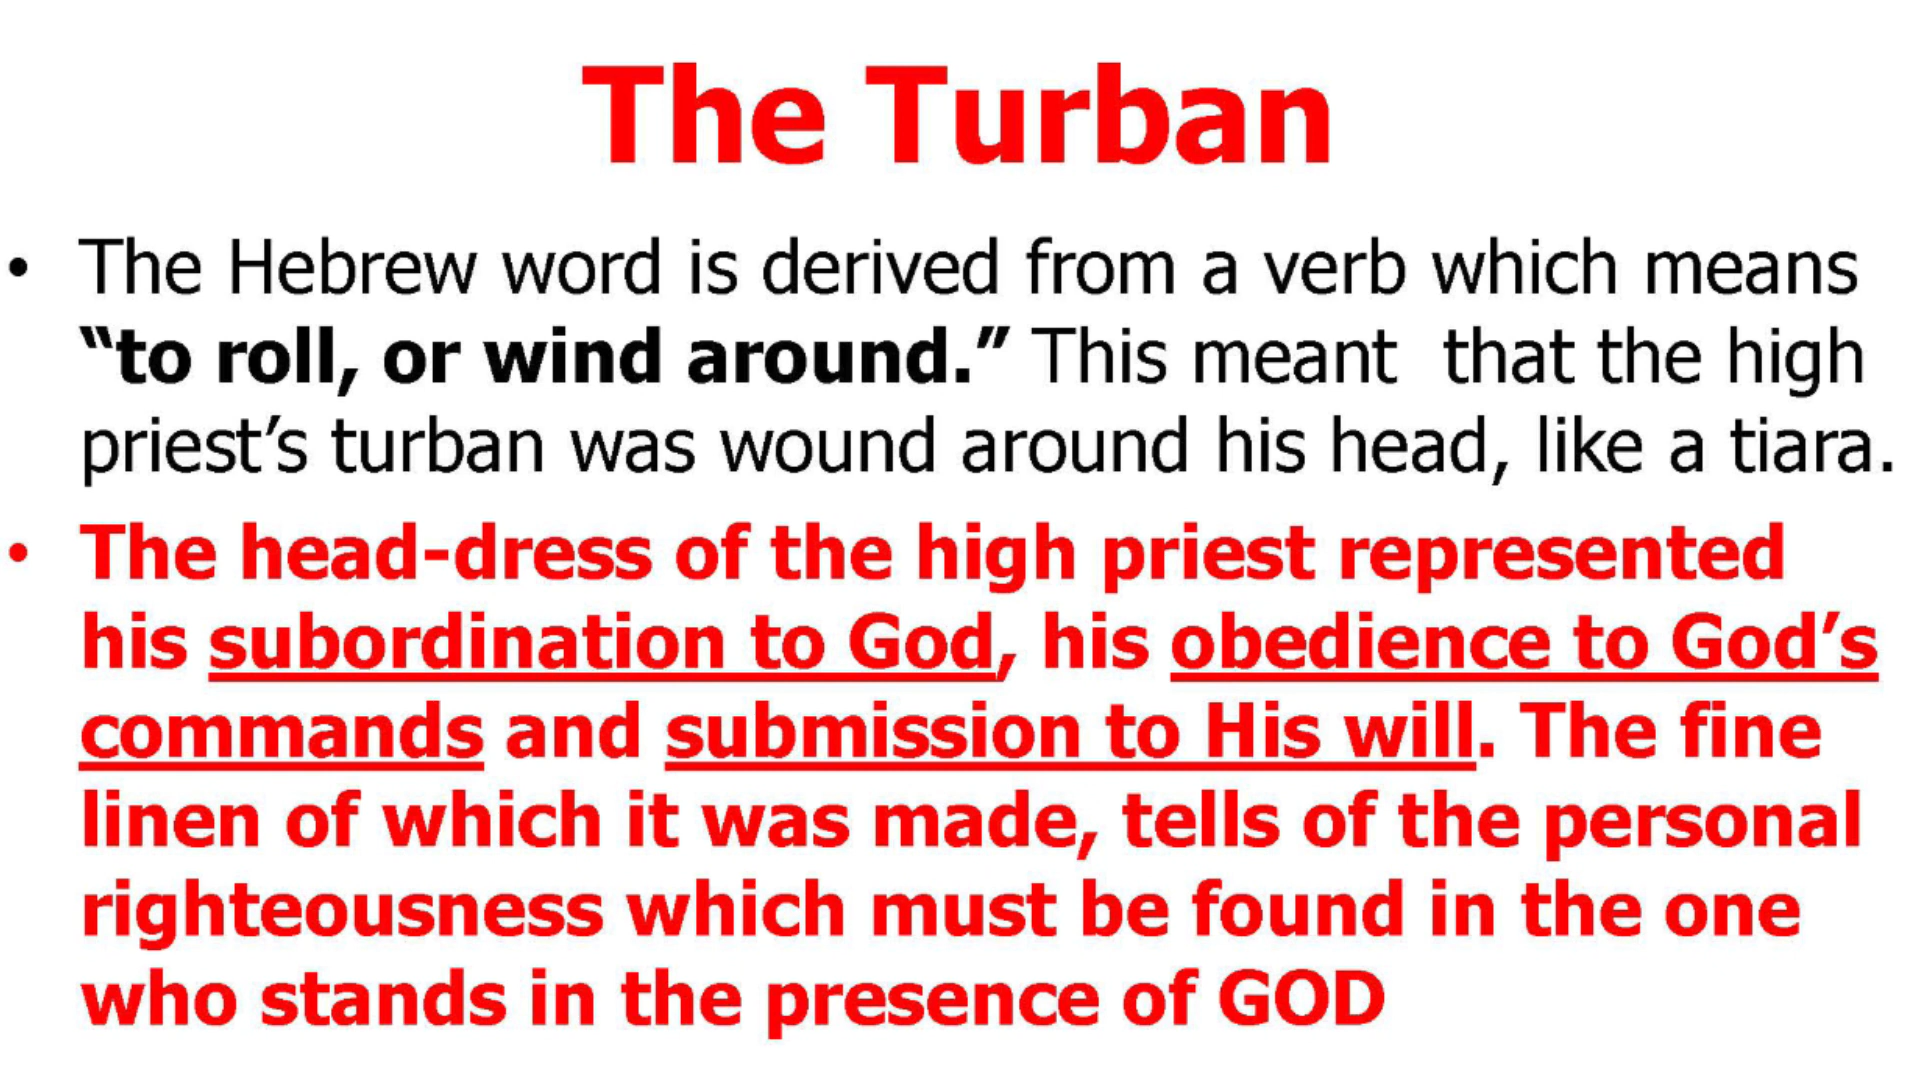 The Turban
• The Hebrew word is derived from a verb which means
“to roll, or wind around.” This meant  that the high
priest’s turban was wound around his head, like a tiara.
• The head-dress of the high priest represented
his subordination to God, his obedience to God’s
commands and submission to His will. The fine
linen of which it was made, tells of the personal
righteousness which must be found in the one
who stands in the presence of GOD